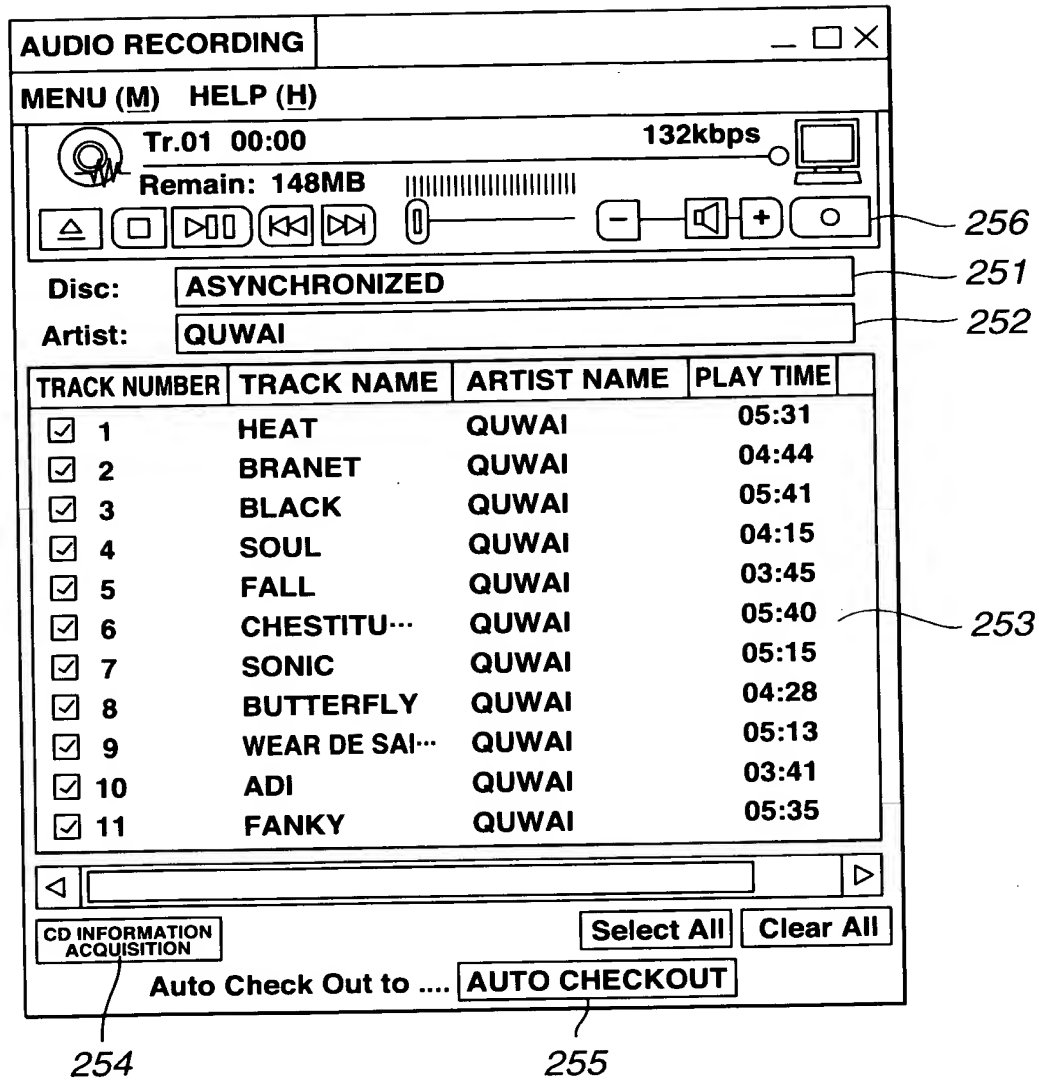 AUDIO RECORDING
MENU (M) HELP (H)
Tr.01 00:00 132kbps
Remain: 148MB
256
Disc: ASYNCHRONIZED 251
Artist: QUWAI 252
TRACK NUMBER TRACK NAME ARTIST NAME PLAY TIME
1 HEAT QUWAI 05:31
2 BRANET QUWAI 04:44
3 BLACK QUWAI 05:41
4 SOUL QUWAI 04:15
5 FALL QUWAI 03:45
6 CHESTITU… QUWAI 05:40 253
7 SONIC QUWAI 05:15
8 BUTTERFLY QUWAI 04:28
9 WEAR DE SAI… QUWAI 05:13
10 ADI QUWAI 03:41
11 FANKY QUWAI 05:35
CD INFORMATION
ACQUISITION
Select All Clear All
Auto Check Out to .... AUTO CHECKOUT
254 255